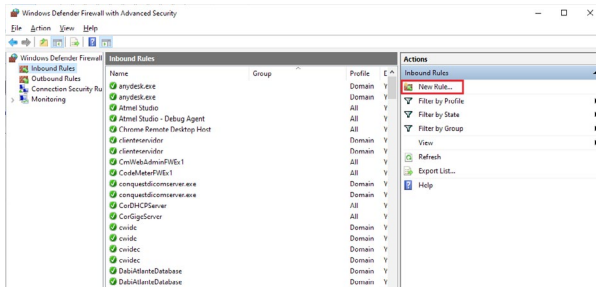 Windows Defender Firewall with Advanced Security
File Action View Help
Windows Defender Firewall
Inbound Rules
Outbound Rules
Connection Security Ru
Monitoring
Inbound Rules
Name Group Profile E
anydesk.exe Domain Y
anydesk.exe Domain Y
Atmel Studio All Y
Atmel Studio - Debug Agent All Y
Chrome Remote Desktop Host All Y
clienteservidor Domain Y
clienteservidor Domain Y
CmWebAdminFWEx1 All Y
CodeMeterFWEx1 All Y
conquestdicomserver.exe Domain Y
conquestdicomserver.exe Domain Y
CorDHCPServer All Y
CorGigeServer All Y
cwide Domain Y
cwide Domain Y
cwidec Domain Y
cwidec Domain Y
DabiAtlanteDatabase Domain Y
DabiAtlanteDatabase Domain Y
Actions
Inbound Rules
New Rule...
Filter by Profile
Filter by State
Filter by Group
View
Refresh
Export List...
Help